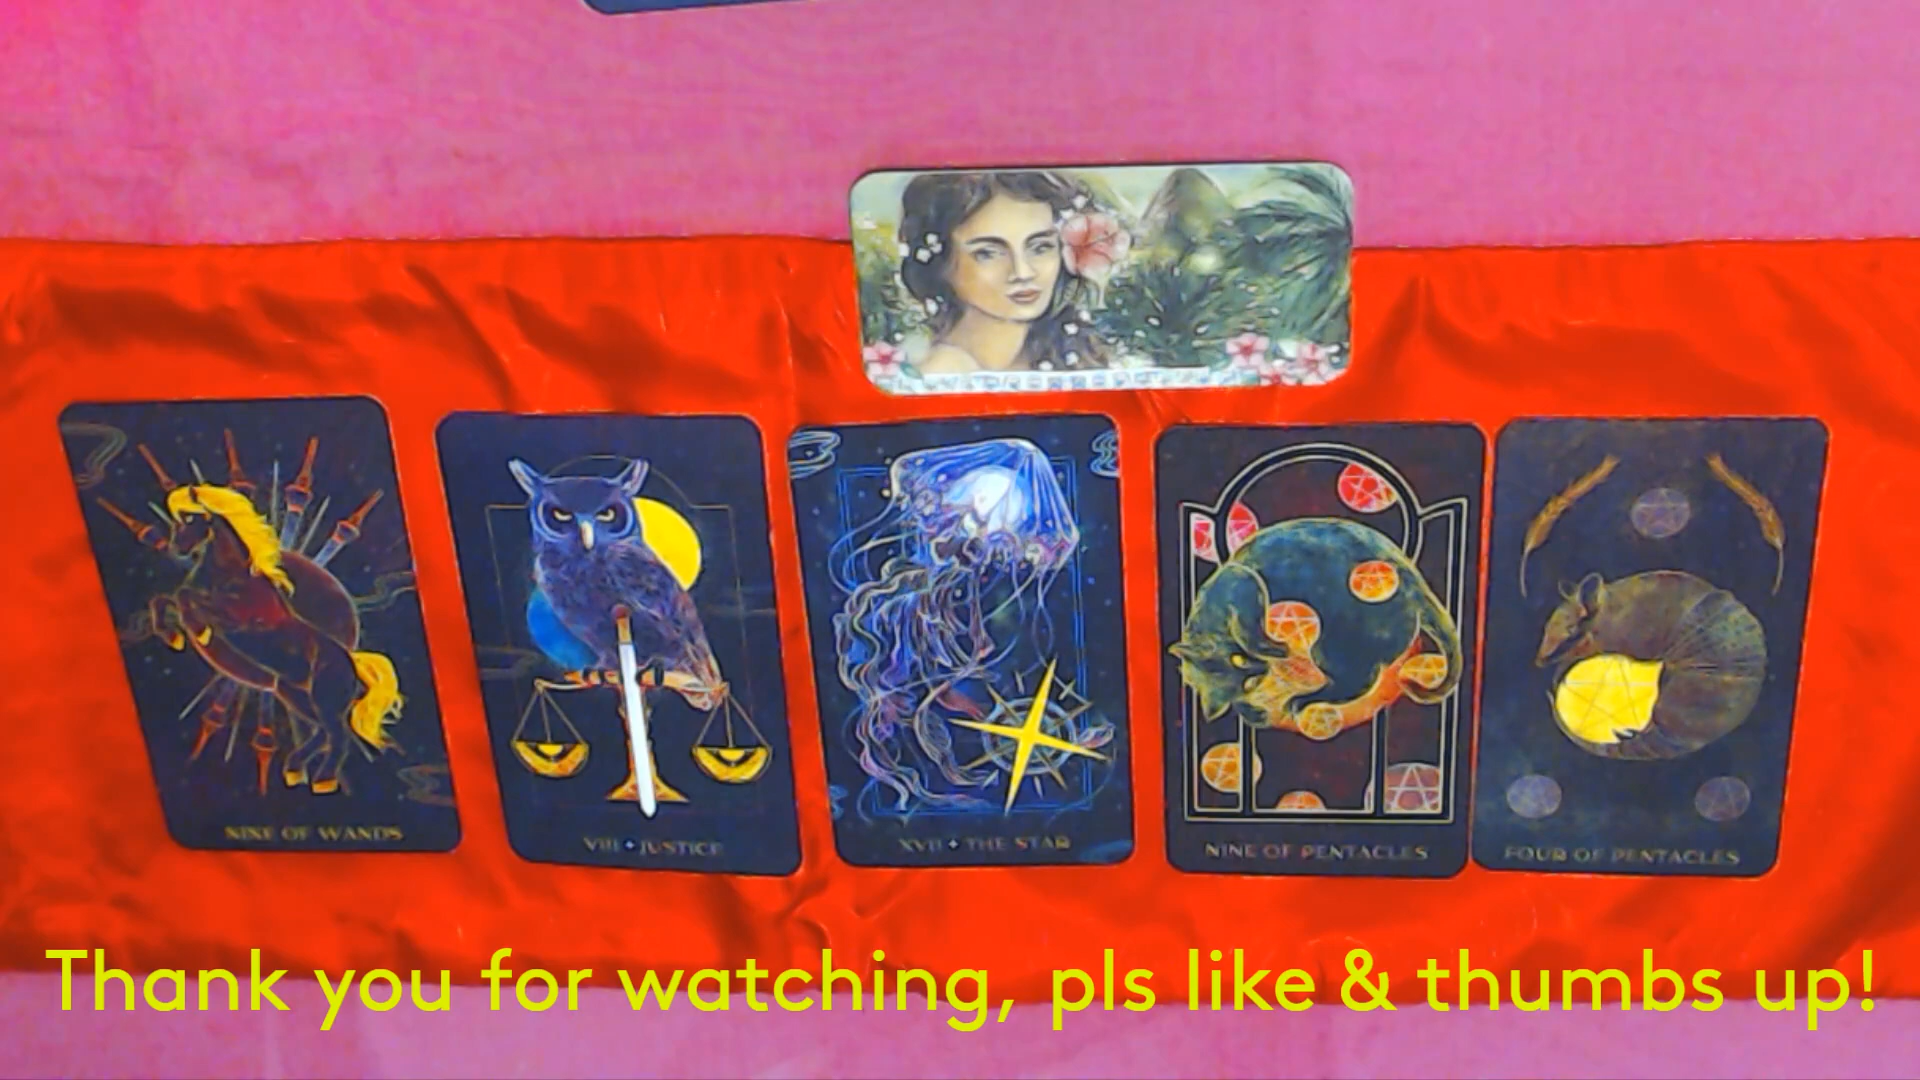 NINE OF WANDS
VIII ✦ JUSTICE
XVII ✦ THE STAR
NINE OF PENTACLES
FOUR OF PENTACLES
Thank you for watching, pls like & thumbs up!